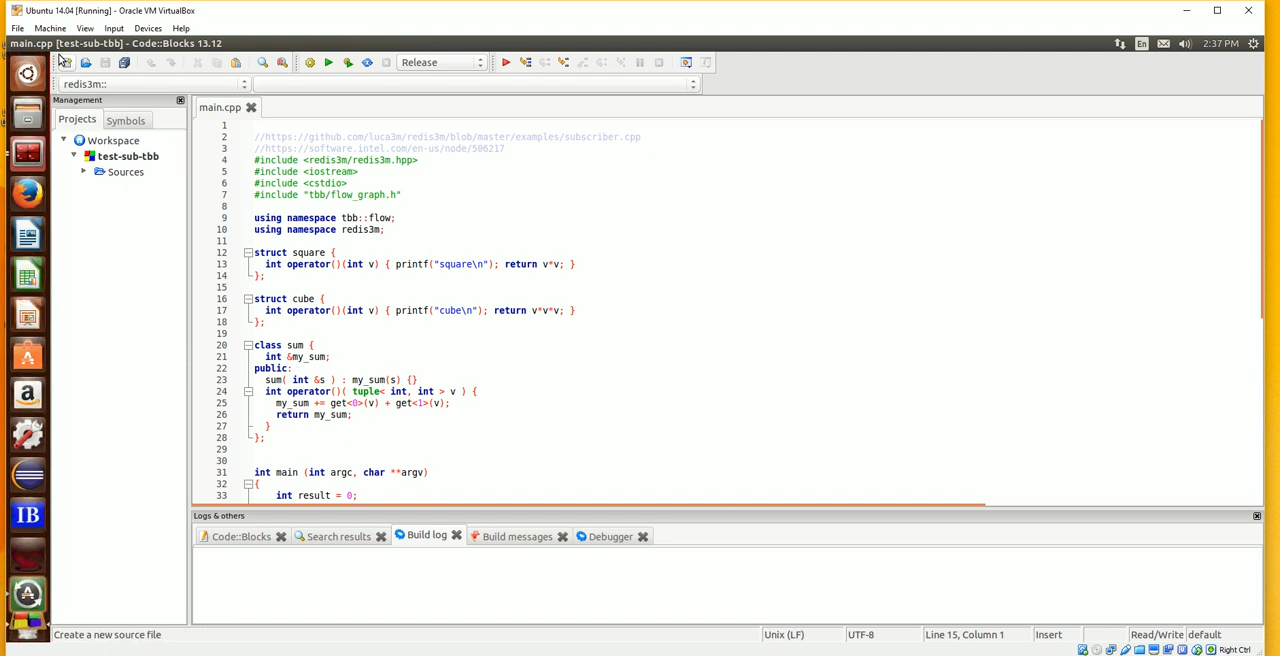 Ubuntu 14.04 [Running] - Oracle VM VirtualBox
File Machine View Input Devices Help
main.cpp [test-sub-tbb] - Code::Blocks 13.12
En 2:37 PM
Release
redis3m::
Management
main.cpp
Projects Symbols
Workspace
test-sub-tbb
Sources
1
2 //https://github.com/luca3m/redis3m/blob/master/examples/subscriber.cpp
3 //https://software.intel.com/en-us/node/506217
4 #include <redis3m/redis3m.hpp>
5 #include <iostream>
6 #include <cstdio>
7 #include "tbb/flow_graph.h"
8
9 using namespace tbb::flow;
10 using namespace redis3m;
11
12 struct square {
13 int operator()(int v) { printf("square\n"); return v*v; }
14 };
15
16 struct cube {
17 int operator()(int v) { printf("cube\n"); return v*v*v; }
18 };
19
20 class sum {
21 int &my_sum;
22 public:
23 sum( int &s ) : my_sum(s) {}
24 int operator()( tuple< int, int > v ) {
25 my_sum += get<0>(v) + get<1>(v);
26 return my_sum;
27 }
28 };
29
30
31 int main (int argc, char **argv)
32 {
33 int result = 0;
Logs & others
Code::Blocks Search results Build log Build messages Debugger
a
IB
Create a new source file Unix (LF) UTF-8 Line 15, Column 1 Insert Read/Write default
Right Ctrl